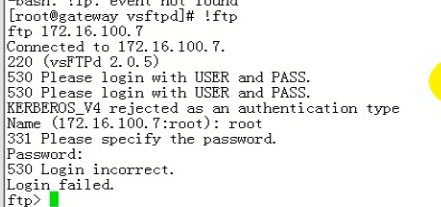 -bash: !fp: event not found
[root@gateway vsftpd]# !ftp
ftp 172.16.100.7
Connected to 172.16.100.7.
220 (vsFTPd 2.0.5)
530 Please login with USER and PASS.
530 Please login with USER and PASS.
KERBEROS_V4 rejected as an authentication type
Name (172.16.100.7:root): root
331 Please specify the password.
Password:
530 Login incorrect.
Login failed.
ftp>